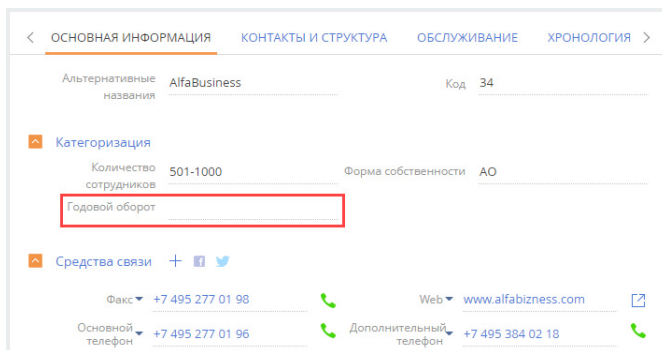 ОСНОВНАЯ ИНФОРМАЦИЯ КОНТАКТЫ И СТРУКТУРА ОБСЛУЖИВАНИЕ ХРОНОЛОГИЯ
Альтернативные названия AlfaBusiness Код 34
Категоризация
Количество сотрудников 501-1000 Форма собственности АО
Годовой оборот
Средства связи
Факс +7 495 277 01 98 Web www.alfabizness.com
Основной телефон +7 495 277 01 96 Дополнительный телефон +7 495 384 02 18